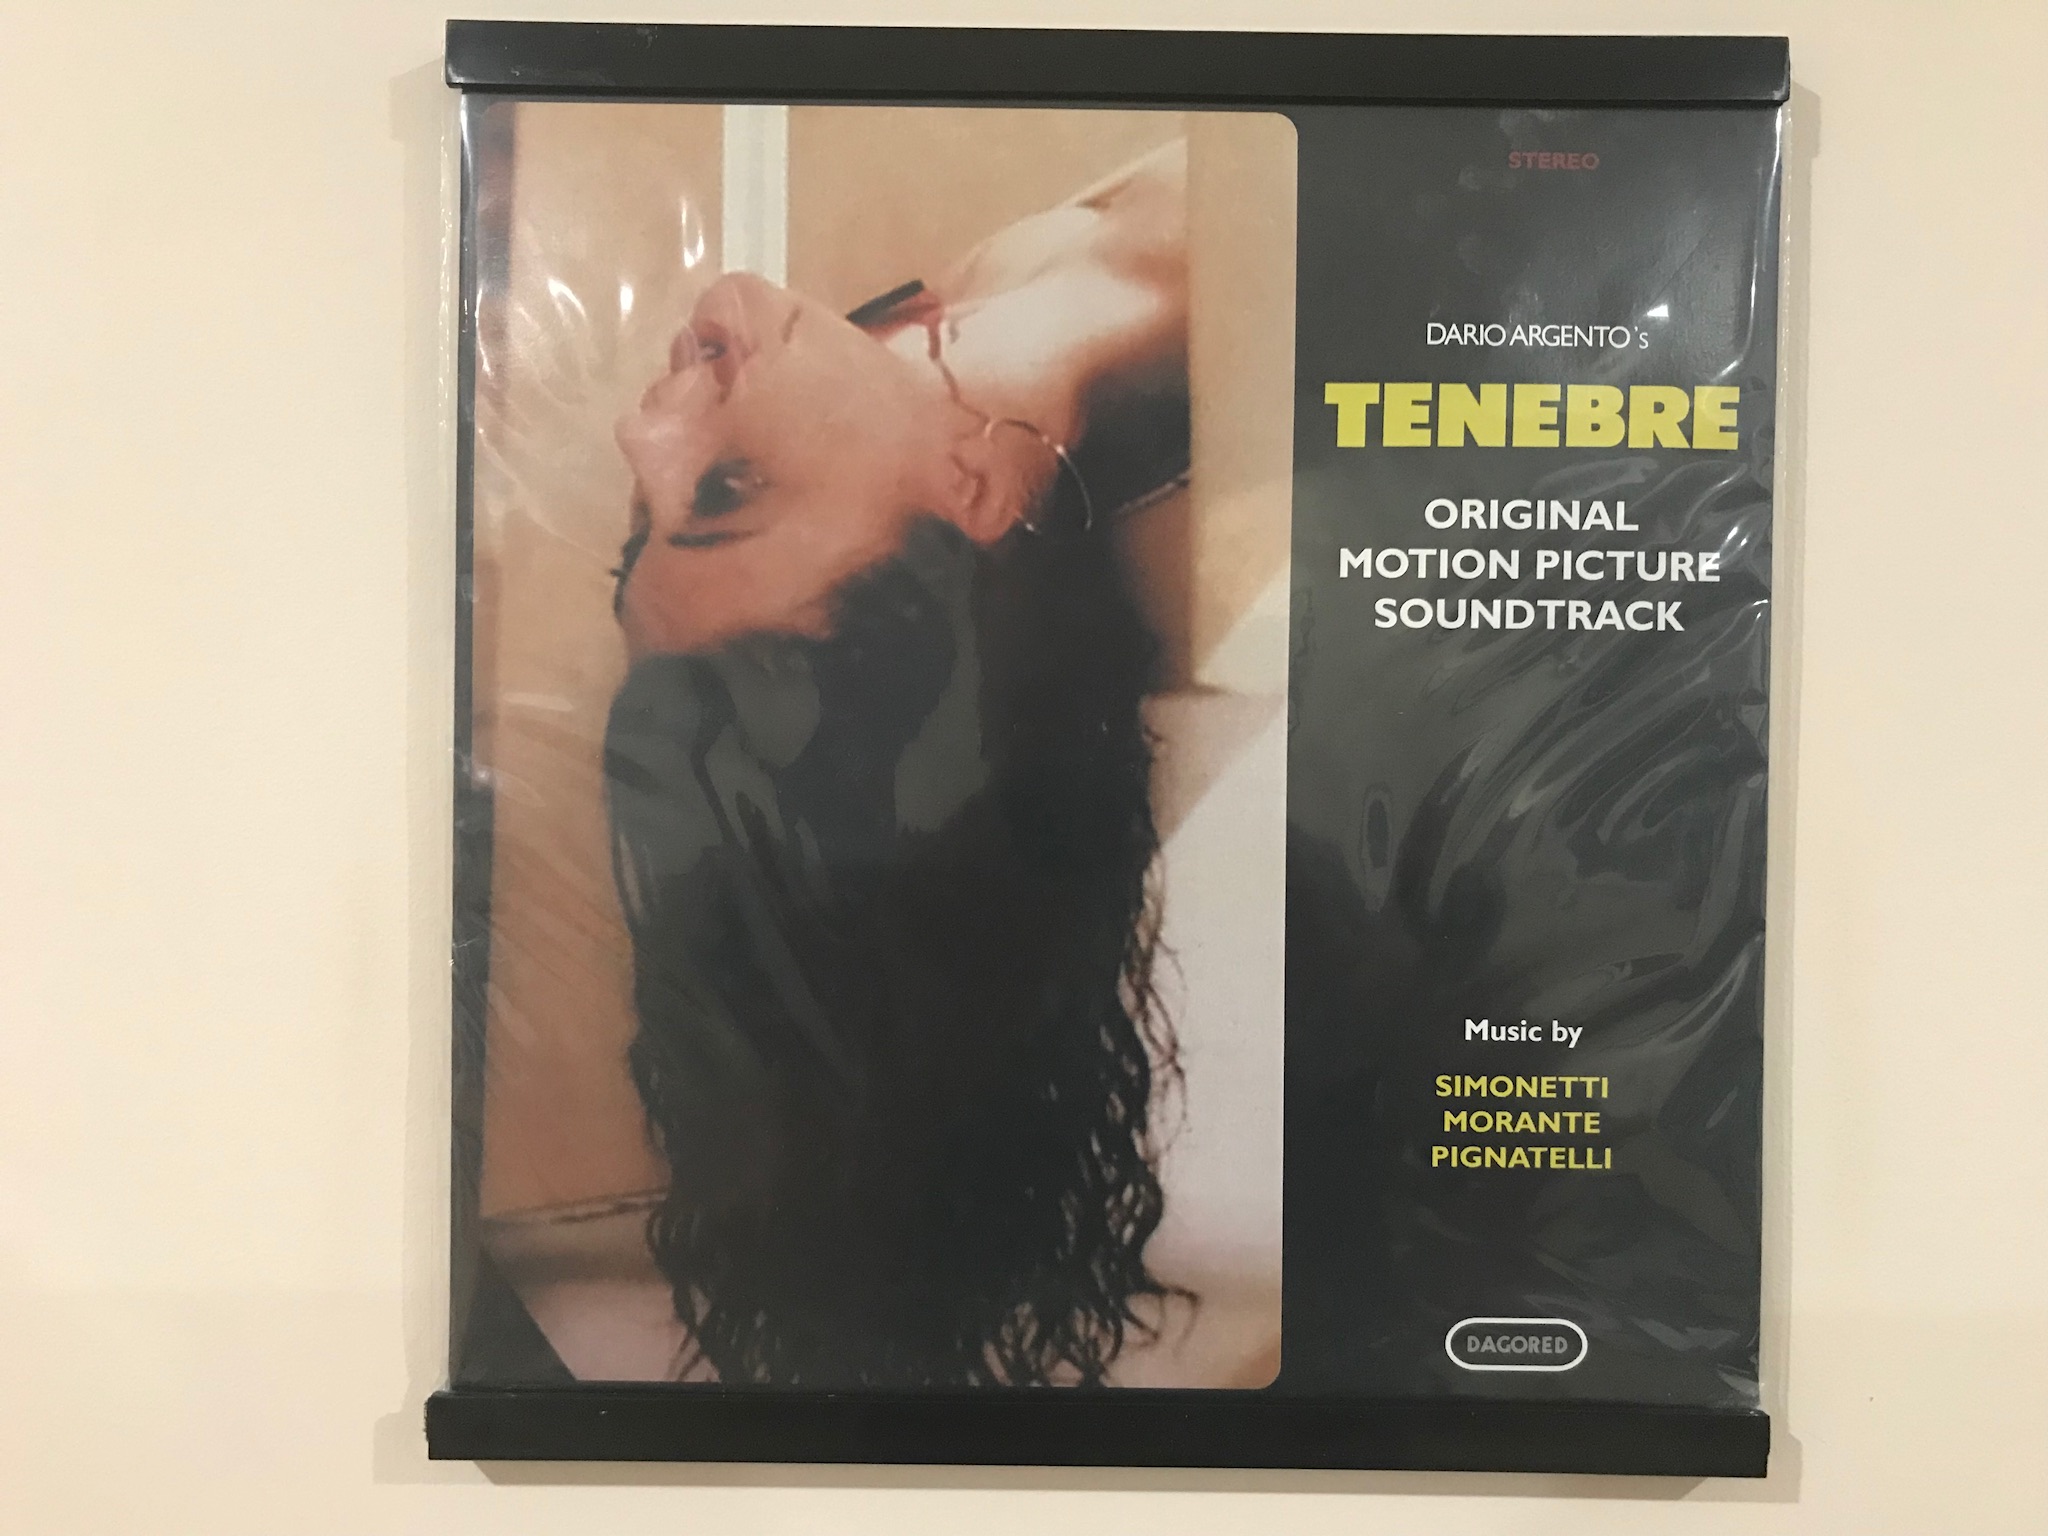 STEREO
DARIO ARGENTO's
TENEBRE
ORIGINAL
MOTION PICTURE
SOUNDTRACK
Music by
SIMONETTI
MORANTE
PIGNATELLI
DAGORED